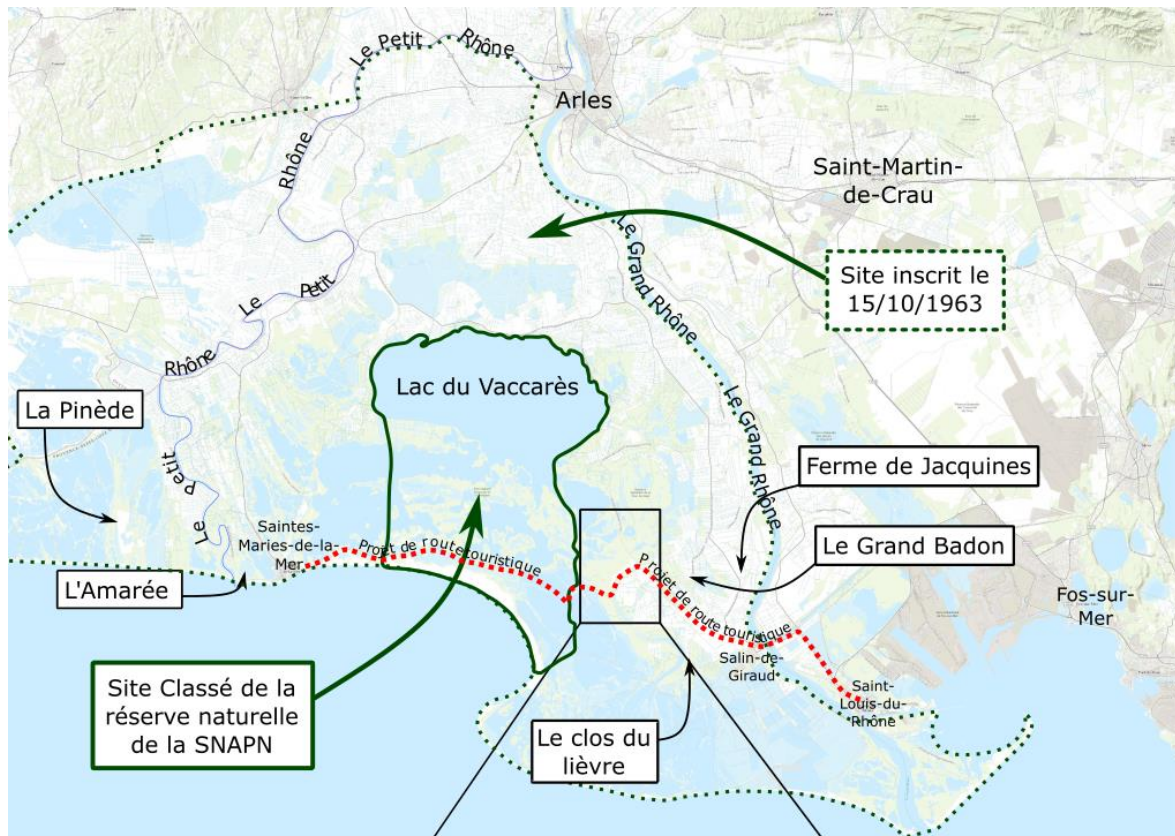 Le Petit Rhône
Arles
Rhône
Saint-Martin-
de-Crau
Le Grand Rhône
Site inscrit le
15/10/1963
Le Petit
Rhône
Lac du Vaccarès
Le Grand Rhône
La Pinède
Ferme de Jacquines
Le Petit
Saintes-
Maries-de-la-
Mer
Projet de route touristique
Projet de route touristique
Le Grand Badon
L'Amarée
Fos-sur-
Mer
Salin-de-
Giraud
Site Classé de la
réserve naturelle
de la SNAPN
Saint-
Louis-du-
Rhône
Le clos du
lièvre